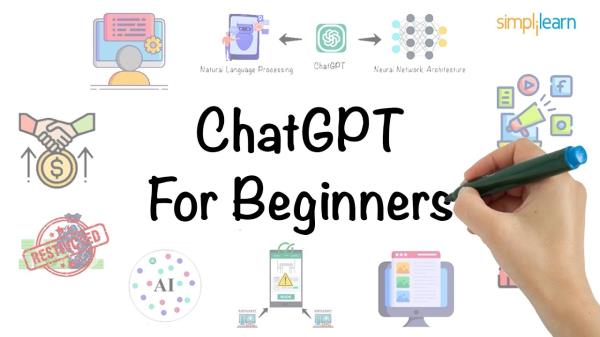 simplilearn
Natural Language Processing
ChatGPT
Neural Network Architecture
ChatGPT
For Beginners
RESTRICTED
AI